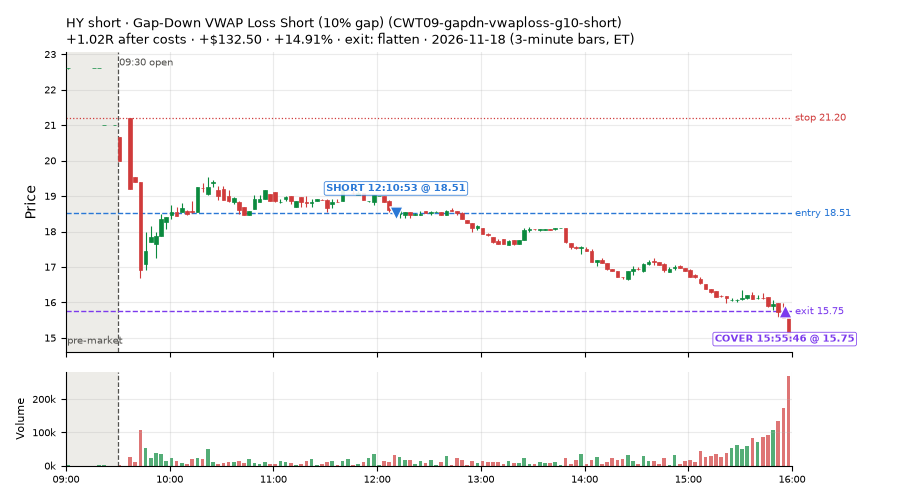 HY short · Gap-Down VWAP Loss Short (10% gap) (CWT09-gapdn-vwaploss-g10-short)
+1.02R after costs · +$132.50 · +14.91% · exit: flatten · 2026-11-18 (3-minute bars, ET)
23
22
21
20
19
18
17
16
15
Price
09:30 open
pre-market
stop 21.20
SHORT 12:10:53 @ 18.51
entry 18.51
exit 15.75
COVER 15:55:46 @ 15.75
200k
100k
0k
Volume
09:00
10:00
11:00
12:00
13:00
14:00
15:00
16:00